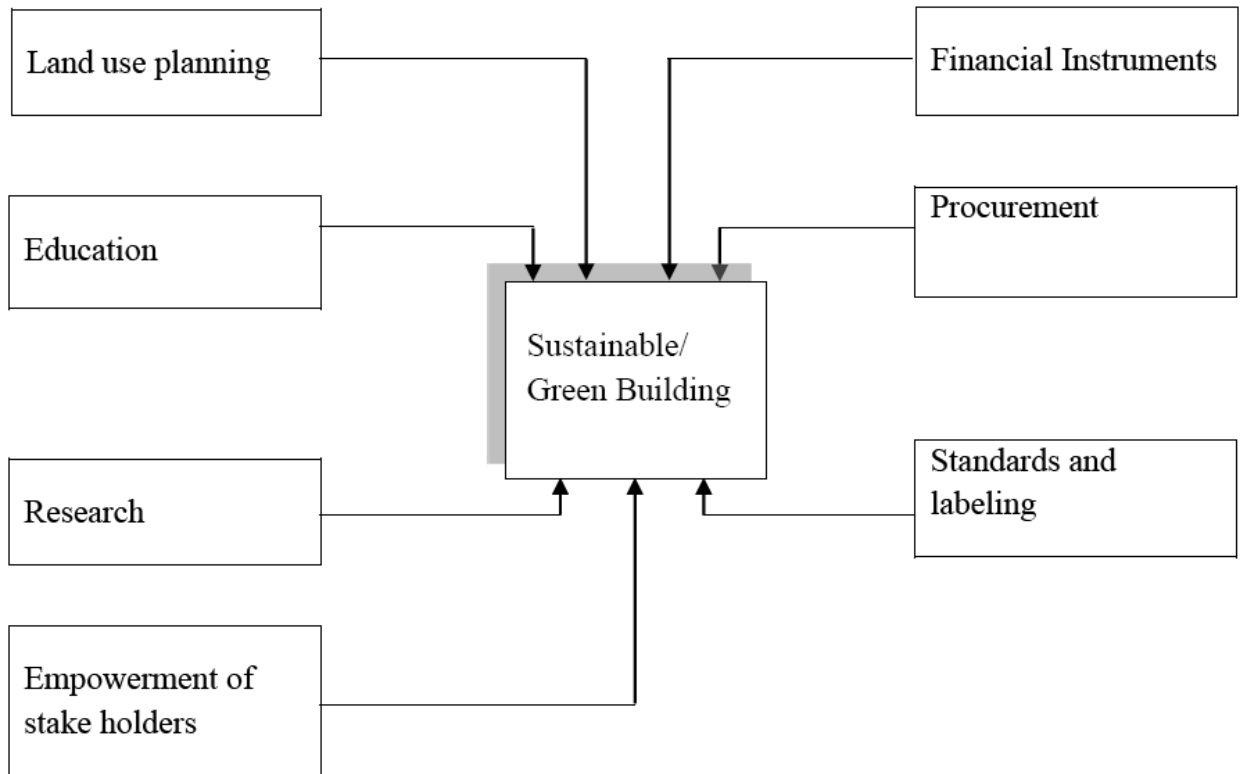 Land use planning
Financial Instruments
Education
Procurement
Sustainable/
Green Building
Research
Standards and
labeling
Empowerment of
stake holders